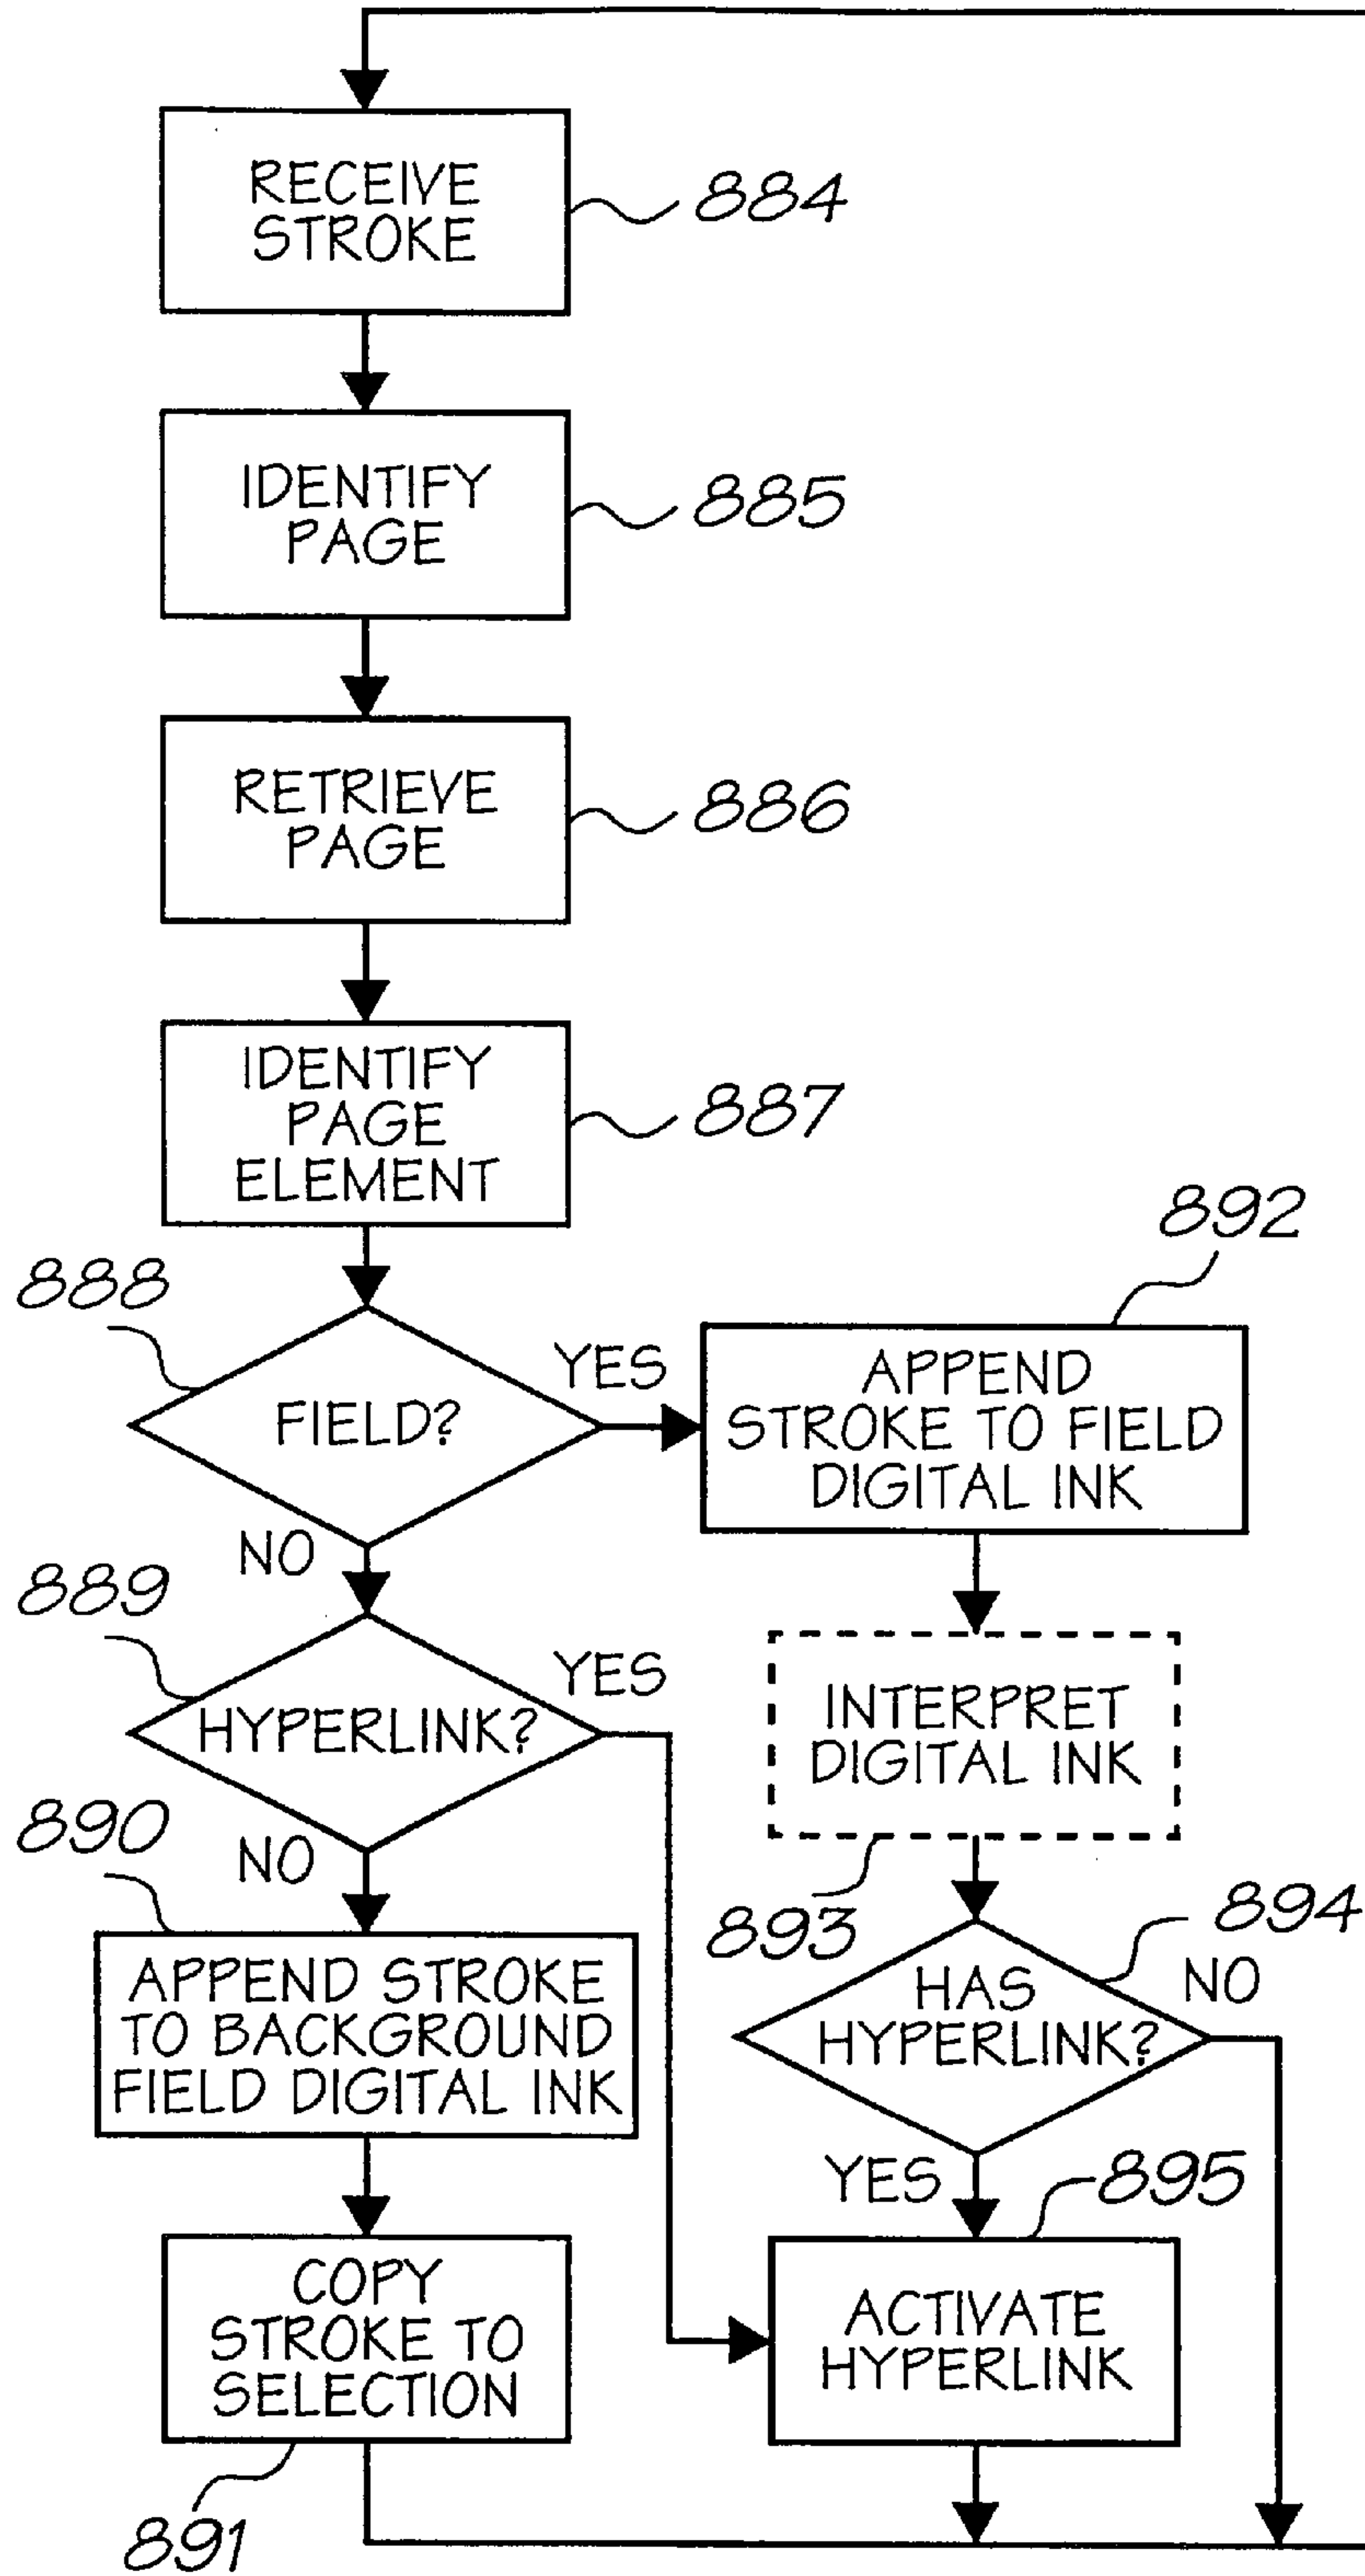 RECEIVE
STROKE
884
IDENTIFY
PAGE
885
RETRIEVE
PAGE
886
IDENTIFY
PAGE
ELEMENT
887
888
FIELD?
YES
NO
892
APPEND
STROKE TO FIELD
DIGITAL INK
889
HYPERLINK?
YES
NO
INTERPRET
DIGITAL INK
893
890
APPEND STROKE
TO BACKGROUND
FIELD DIGITAL INK
894
HAS
HYPERLINK?
NO
YES
895
COPY
STROKE TO
SELECTION
891
ACTIVATE
HYPERLINK